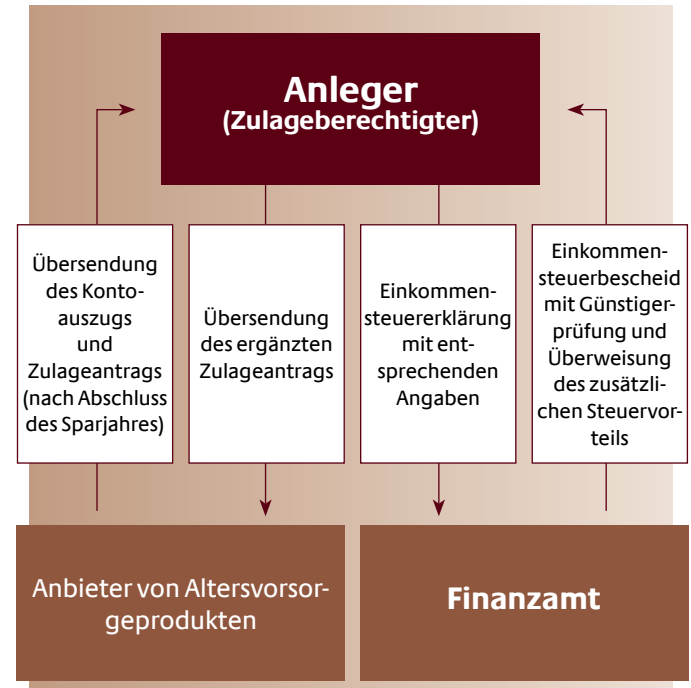 Anleger
(Zulageberechtigter)
Übersendung
des Konto-
auszugs
und
Zulageantrags
(nach Abschluss
des Sparjahres)
Übersendung
des ergänzten
Zulageantrags
Einkommen-
steuererklärung
mit ent-
sprechenden
Angaben
Einkommen-
steuerbescheid
mit Günstiger-
prüfung und
Überweisung
des zusätzli-
chen Steuervor-
teils
Anbieter von Altersvorsor-
geprodukten
Finanzamt